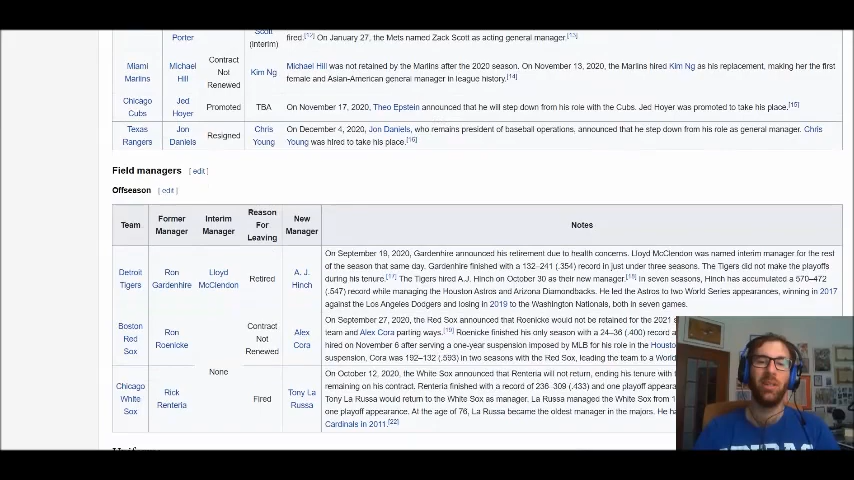 Scott
Porter
(interim)
fired.[12] On January 27, the Mets named Zack Scott as acting general manager.[13]
Miami Marlins
Michael Hill
Contract Not Renewed
Kim Ng
Michael Hill was not retained by the Marlins after the 2020 season. On November 13, 2020, the Marlins hired Kim Ng as his replacement, making her the first
female and Asian-American general manager in league history.[14]
Chicago Cubs
Jed Hoyer
Promoted
TBA
On November 17, 2020, Theo Epstein announced that he will step down from his role with the Cubs. Jed Hoyer was promoted to take his place.[15]
Texas Rangers
Jon Daniels
Resigned
Chris Young
On December 4, 2020, Jon Daniels, who remains president of baseball operations, announced that he step down from his role as general manager. Chris
Young was hired to take his place.[16]
Field managers [ edit ]
Offseason [ edit ]
Team
Former Manager
Interim Manager
Reason For Leaving
New Manager
Notes
Detroit Tigers
Ron Gardenhire
Lloyd McClendon
Retired
A. J. Hinch
On September 19, 2020, Gardenhire announced his retirement due to health concerns. Lloyd McClendon was named interim manager for the rest
of the season that same day. Gardenhire finished with a 132–241 (.354) record in just under three seasons. The Tigers did not make the playoffs
during his tenure.[17] The Tigers hired A.J. Hinch on October 30 as their new manager.[18] In seven seasons, Hinch has accumulated a 570–472
(.547) record while managing the Houston Astros and Arizona Diamondbacks. He led the Astros to two World Series appearances, winning in 2017
against the Los Angeles Dodgers and losing in 2019 to the Washington Nationals, both in seven games.
Boston Red Sox
Ron Roenicke
None
Contract Not Renewed
Alex Cora
On September 27, 2020, the Red Sox announced that Roenicke would not be retained for the 2021 s
team and Alex Cora parting ways.[19] Roenicke finished his only season with a 24–36 (.400) record a
hired on November 6 after serving a one-year suspension imposed by MLB for his role in the Housto
suspension, Cora was 192–132 (.593) in two seasons with the Red Sox, leading the team to a World
Chicago White Sox
Rick Renteria
Fired
Tony La Russa
On October 12, 2020, the White Sox announced that Renteria will not return, ending his tenure with t
remaining on his contract. Renteria finished with a record of 236–309 (.433) and one playoff appeara
Tony La Russa would return to the White Sox as manager. La Russa managed the White Sox from 1
one playoff appearance. At the age of 76, La Russa became the oldest manager in the majors. He ha
Cardinals in 2011.[22]